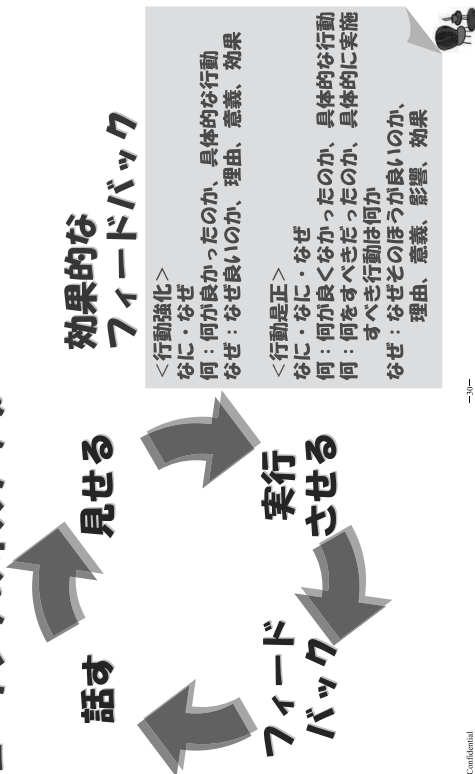 話す
見せる
実行
させる
フィード
バック
効果的な
フィードバック
＜行動強化＞
なに・なぜ
何：何が良かったのか、具体的な行動
なぜ：なぜ良いのか、理由、意義、効果
＜行動是正＞
なに・なに・なぜ
何：何が良くなかったのか、具体的な行動
何：何をすべきだったのか、具体的に実施
すべき行動は何か
なぜ：なぜそのほうが良いのか、
理由、意義、影響、効果
Confidential
—30—